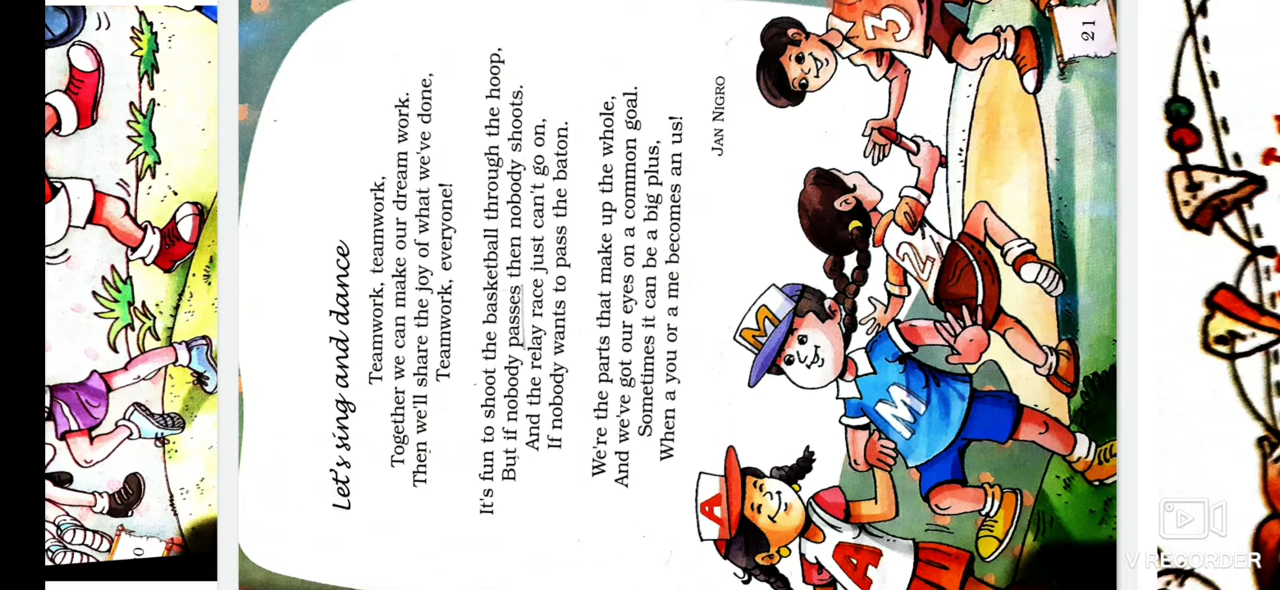 Let's sing and dance
Teamwork, teamwork,
Together we can make our dream work.
Then we'll share the joy of what we've done,
Teamwork, everyone!
It's fun to shoot the basketball through the hoop,
But if nobody passes then nobody shoots.
And the relay race just can't go on,
If nobody wants to pass the baton.
We're the parts that make up the whole,
And we've got our eyes on a common goal.
Sometimes it can be a big plus,
When a you or a me becomes an us!
JAN NIGRO
A
A
M
M
2
3
21
V RECORDER